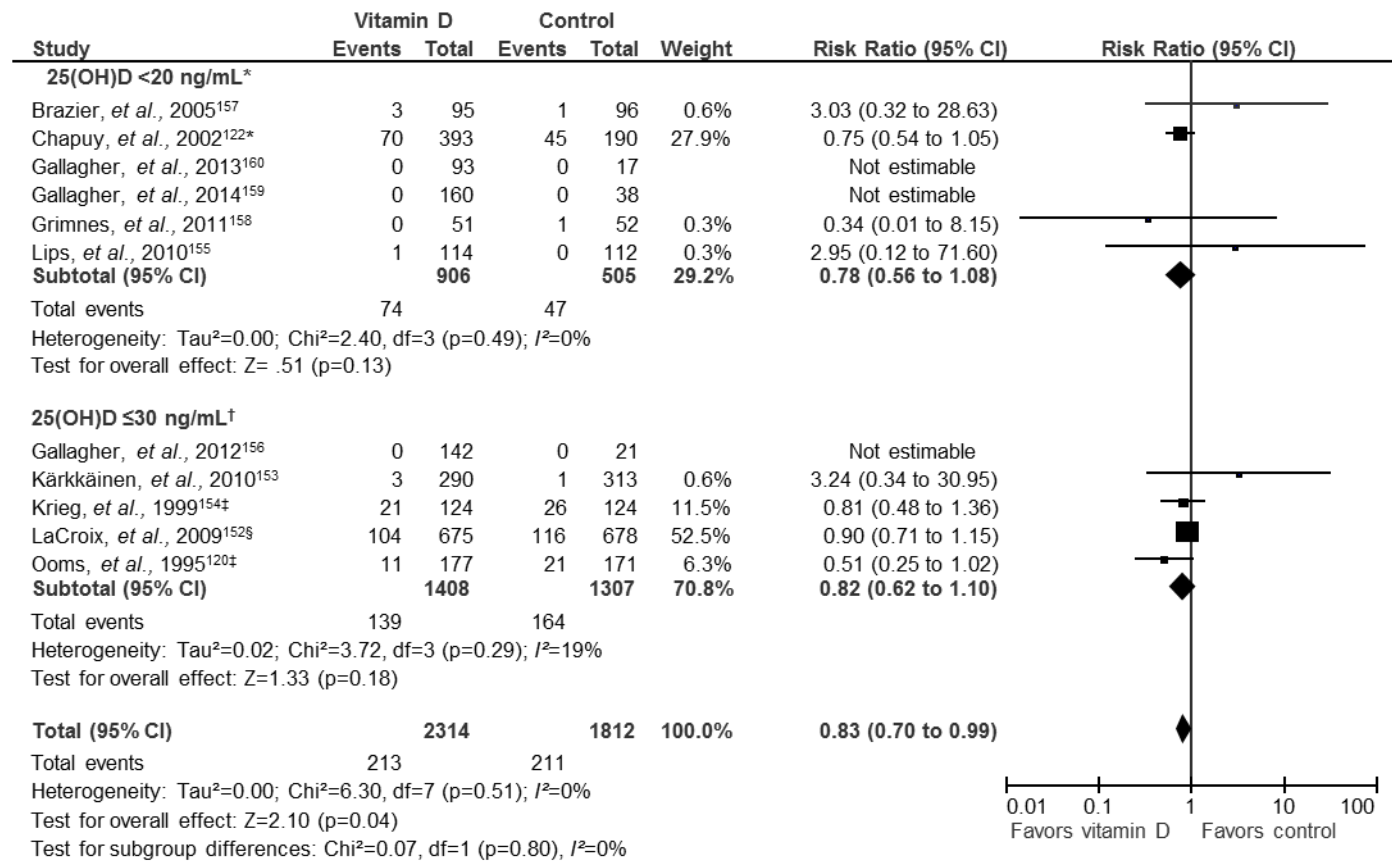 Vitamin D Control
Study Events Total Events Total Weight Risk Ratio (95% CI) Risk Ratio (95% CI)
25(OH)D <20 ng/mL*
Brazier, et al., 2005¹⁵⁷ 3 95 1 96 0.6% 3.03 (0.32 to 28.63)
Chapuy, et al., 2002¹²²* 70 393 45 190 27.9% 0.75 (0.54 to 1.05)
Gallagher, et al., 2013¹⁶⁰ 0 93 0 17 Not estimable
Gallagher, et al., 2014¹⁵⁹ 0 160 0 38 Not estimable
Grimnes, et al., 2011¹⁵⁸ 0 51 1 52 0.3% 0.34 (0.01 to 8.15)
Lips, et al., 2010¹⁵⁵ 1 114 0 112 0.3% 2.95 (0.12 to 71.60)
Subtotal (95% CI) 906 505 29.2% 0.78 (0.56 to 1.08)
Total events 74 47
Heterogeneity: Tau²=0.00; Chi²=2.40, df=3 (p=0.49); I²=0%
Test for overall effect: Z= .51 (p=0.13)
25(OH)D ≤30 ng/mL†
Gallagher, et al., 2012¹⁵⁶ 0 142 0 21 Not estimable
Kärkkäinen, et al., 2010¹⁵³ 3 290 1 313 0.6% 3.24 (0.34 to 30.95)
Krieg, et al., 1999¹⁵⁴‡ 21 124 26 124 11.5% 0.81 (0.48 to 1.36)
LaCroix, et al., 2009¹⁵²§ 104 675 116 678 52.5% 0.90 (0.71 to 1.15)
Ooms, et al., 1995¹²⁰‡ 11 177 21 171 6.3% 0.51 (0.25 to 1.02)
Subtotal (95% CI) 1408 1307 70.8% 0.82 (0.62 to 1.10)
Total events 139 164
Heterogeneity: Tau²=0.02; Chi²=3.72, df=3 (p=0.29); I²=19%
Test for overall effect: Z=1.33 (p=0.18)
Total (95% CI) 2314 1812 100.0% 0.83 (0.70 to 0.99)
Total events 213 211
Heterogeneity: Tau²=0.00; Chi²=6.30, df=7 (p=0.51); I²=0%
Test for overall effect: Z=2.10 (p=0.04)
Test for subgroup differences: Chi²=0.07, df=1 (p=0.80), I²=0%
0.01 0.1 1 10 100
Favors vitamin D Favors control